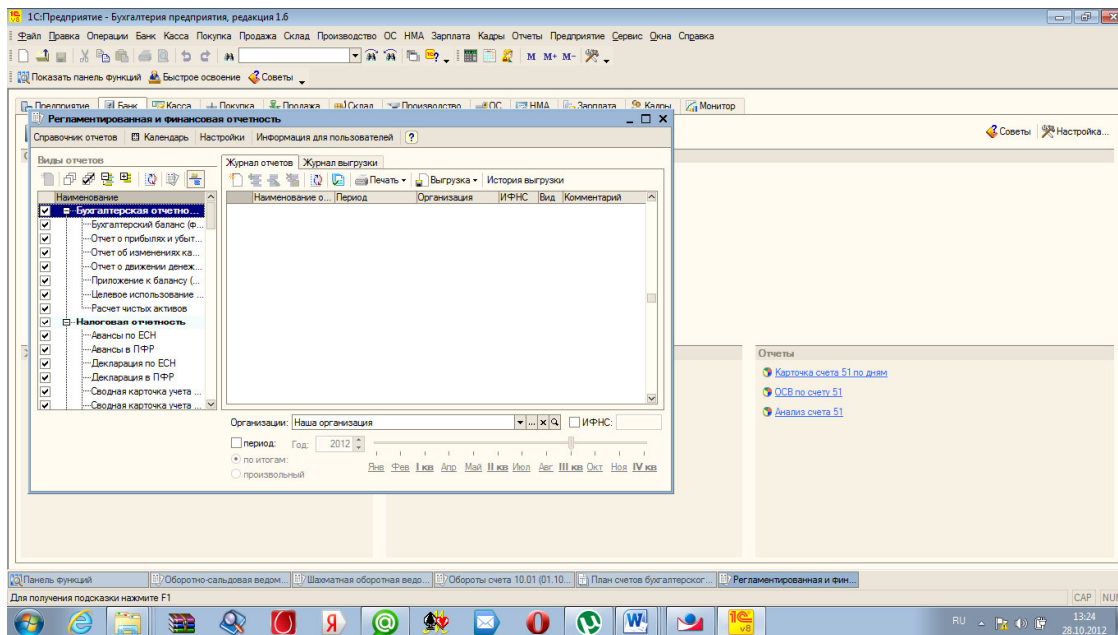 1С:Предприятие - Бухгалтерия предприятия, редакция 1.6
Файл Правка Операции Банк Касса Покупка Продажа Склад Производство ОС НМА Зарплата Кадры Отчеты Предприятие Сервис Окна Справка
M M+ M-
Показать панель функций Быстрое освоение Советы
Предприятие Банк Касса Покупка Продажа Склад Производство ОС НМА Зарплата Кадры Монитор
Регламентированная и финансовая отчетность
Справочник отчетов Календарь Настройки Информация для пользователей ?
Советы Настройка...
Виды отчетов
Журнал отчетов Журнал выгрузки
Печать Выгрузка История выгрузки
Наименование
Наименование о... Период Организация ИФНС Вид Комментарий
Бухгалтерская отчетно...
Бухгалтерский баланс (ф...
Отчет о прибылях и убыт...
Отчет об изменениях ка...
Отчет о движении денеж...
Приложение к балансу (...
Целевое использование ...
Расчет чистых активов
Налоговая отчетность
Авансы по ЕСН
Авансы в ПФР
Декларация по ЕСН
Декларация в ПФР
Сводная карточка учета ...
Сводная карточка учета ...
Организации: Наша организация ИФНС:
период: Год: 2012
по итогам:
произвольный
Янв Фев I кв Апр Май II кв Июл Авг III кв Окт Ноя IV кв
Отчеты
Карточка счета 51 по дням
ОСВ по счету 51
Анализ счета 51
Панель функций Оборотно-сальдовая ведом... Шахматная оборотная ведо... Обороты счета 10.01 (01.10... План счетов бухгалтерског... Регламентированная и фин...
Для получения подсказки нажмите F1
CAP NUM
RU 13:24
28.10.2012